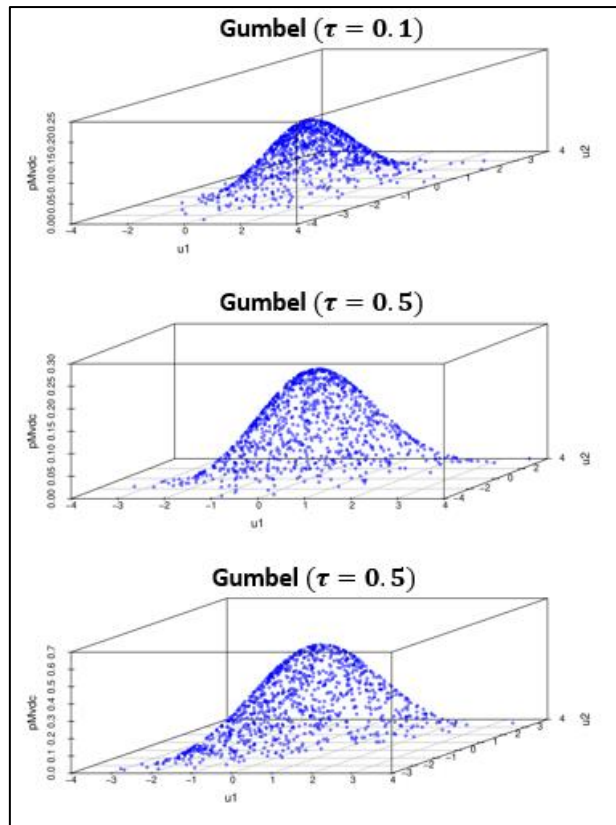 Gumbel (τ = 0.1)
pMvdc
0.00 0.05 0.10 0.15 0.20 0.25
-4 -2 0 2 4
u1
-4 -3 -2 -1 0 1 2 3 4
u2
Gumbel (τ = 0.5)
pMvdc
0.00 0.05 0.10 0.15 0.20 0.25 0.30
-4 -3 -2 -1 0 1 2 3 4
u1
-4 -2 0 2 4
u2
Gumbel (τ = 0.5)
pMvdc
0.0 0.1 0.2 0.3 0.4 0.5 0.6 0.7
-4 -3 -2 -1 0 1 2 3 4
u1
-3 -2 -1 0 1 2 3 4
u2